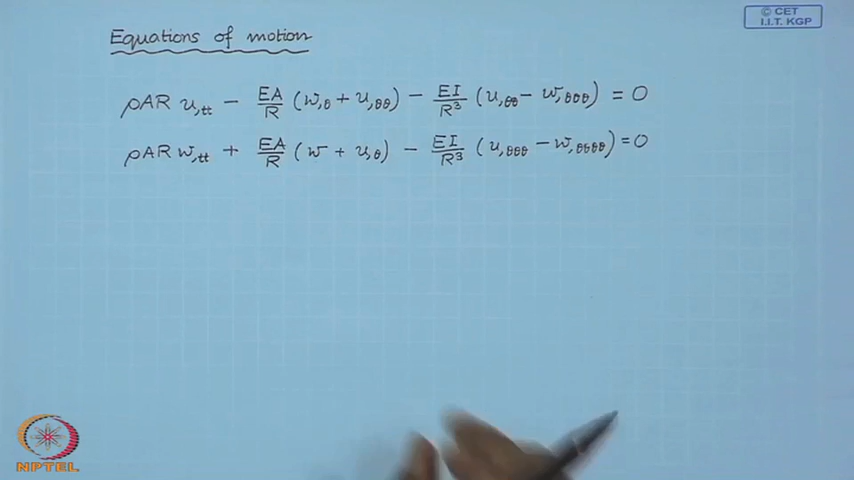 © CET
I.I.T. KGP
Equations of motion
ρAR u,tt − EA/R (w,θ + u,θθ) − EI/R³ (u,θθ − w,θθθ) = 0
ρAR w,tt + EA/R (w + u,θ) − EI/R³ (u,θθθ − w,θθθθ) = 0
NPTEL